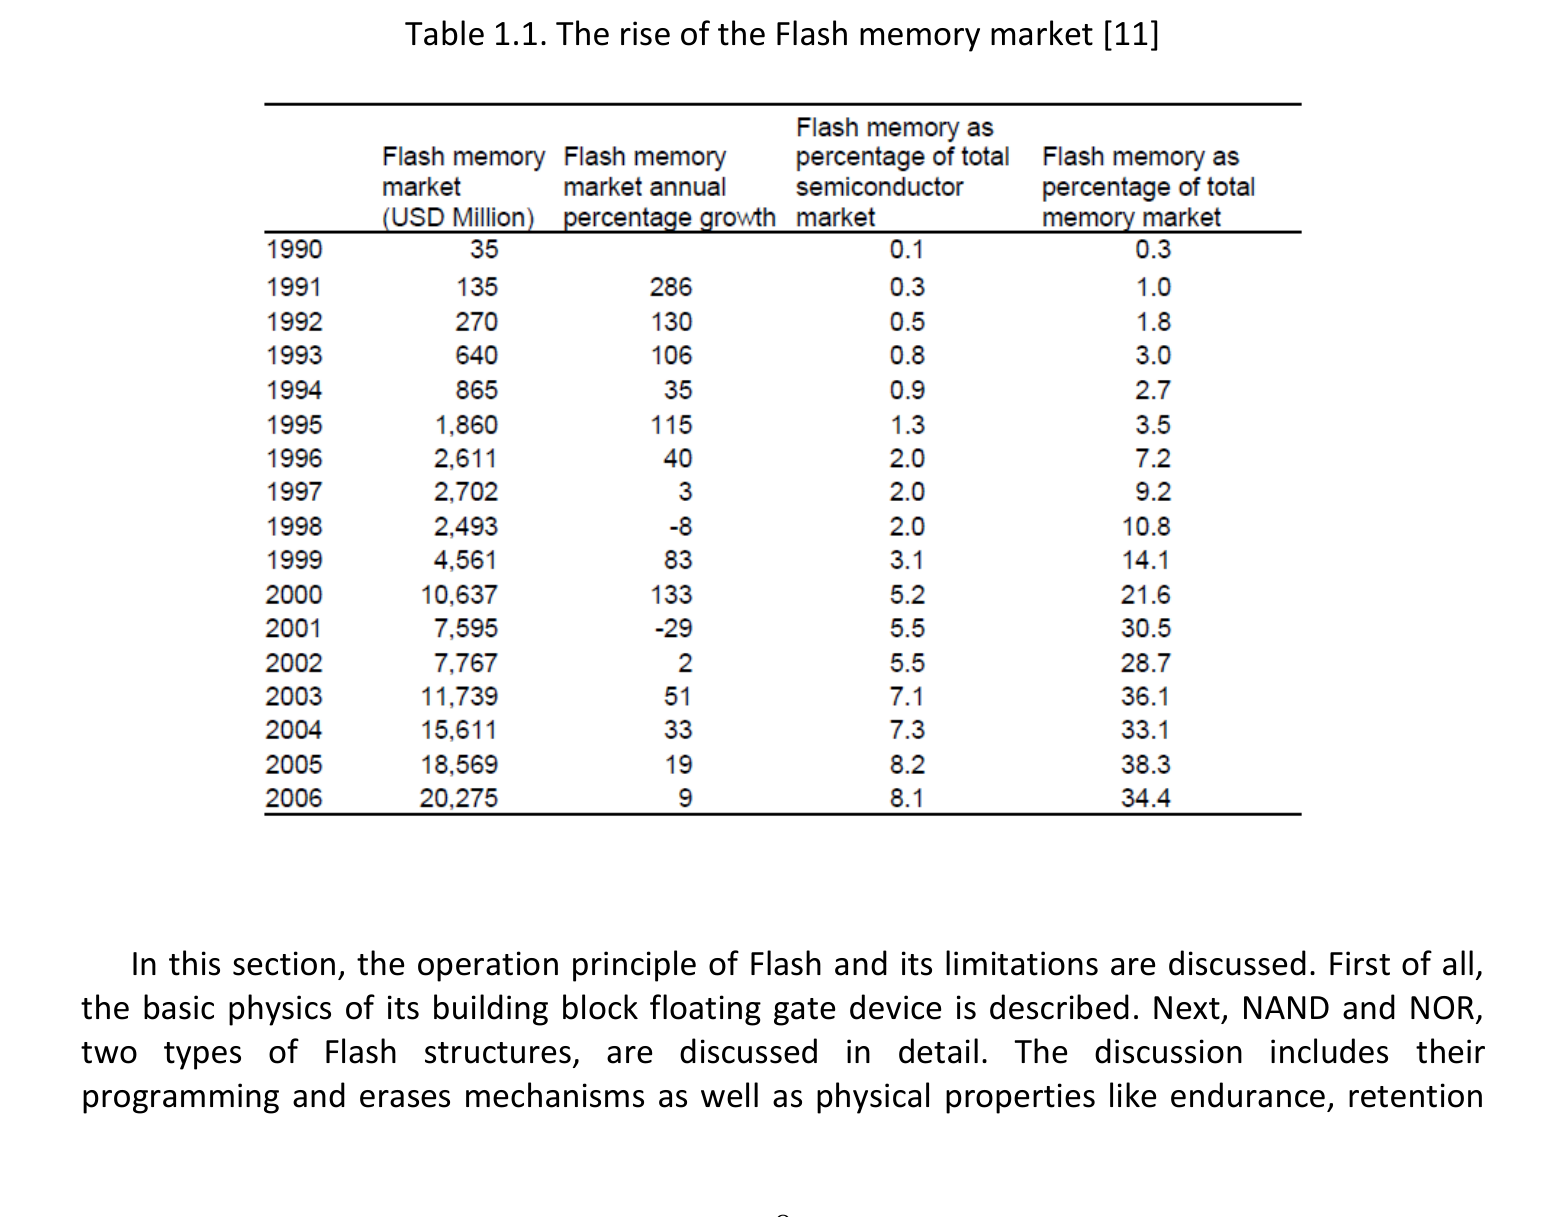 Table 1.1. The rise of the Flash memory market [11]
Flash memory market (USD Million) Flash memory market annual percentage growth Flash memory as percentage of total semiconductor market Flash memory as percentage of total memory market
1990 35 0.1 0.3
1991 135 286 0.3 1.0
1992 270 130 0.5 1.8
1993 640 106 0.8 3.0
1994 865 35 0.9 2.7
1995 1,860 115 1.3 3.5
1996 2,611 40 2.0 7.2
1997 2,702 3 2.0 9.2
1998 2,493 -8 2.0 10.8
1999 4,561 83 3.1 14.1
2000 10,637 133 5.2 21.6
2001 7,595 -29 5.5 30.5
2002 7,767 2 5.5 28.7
2003 11,739 51 7.1 36.1
2004 15,611 33 7.3 33.1
2005 18,569 19 8.2 38.3
2006 20,275 9 8.1 34.4
In this section, the operation principle of Flash and its limitations are discussed. First of all,
the basic physics of its building block floating gate device is described. Next, NAND and NOR,
two types of Flash structures, are discussed in detail. The discussion includes their
programming and erases mechanisms as well as physical properties like endurance, retention